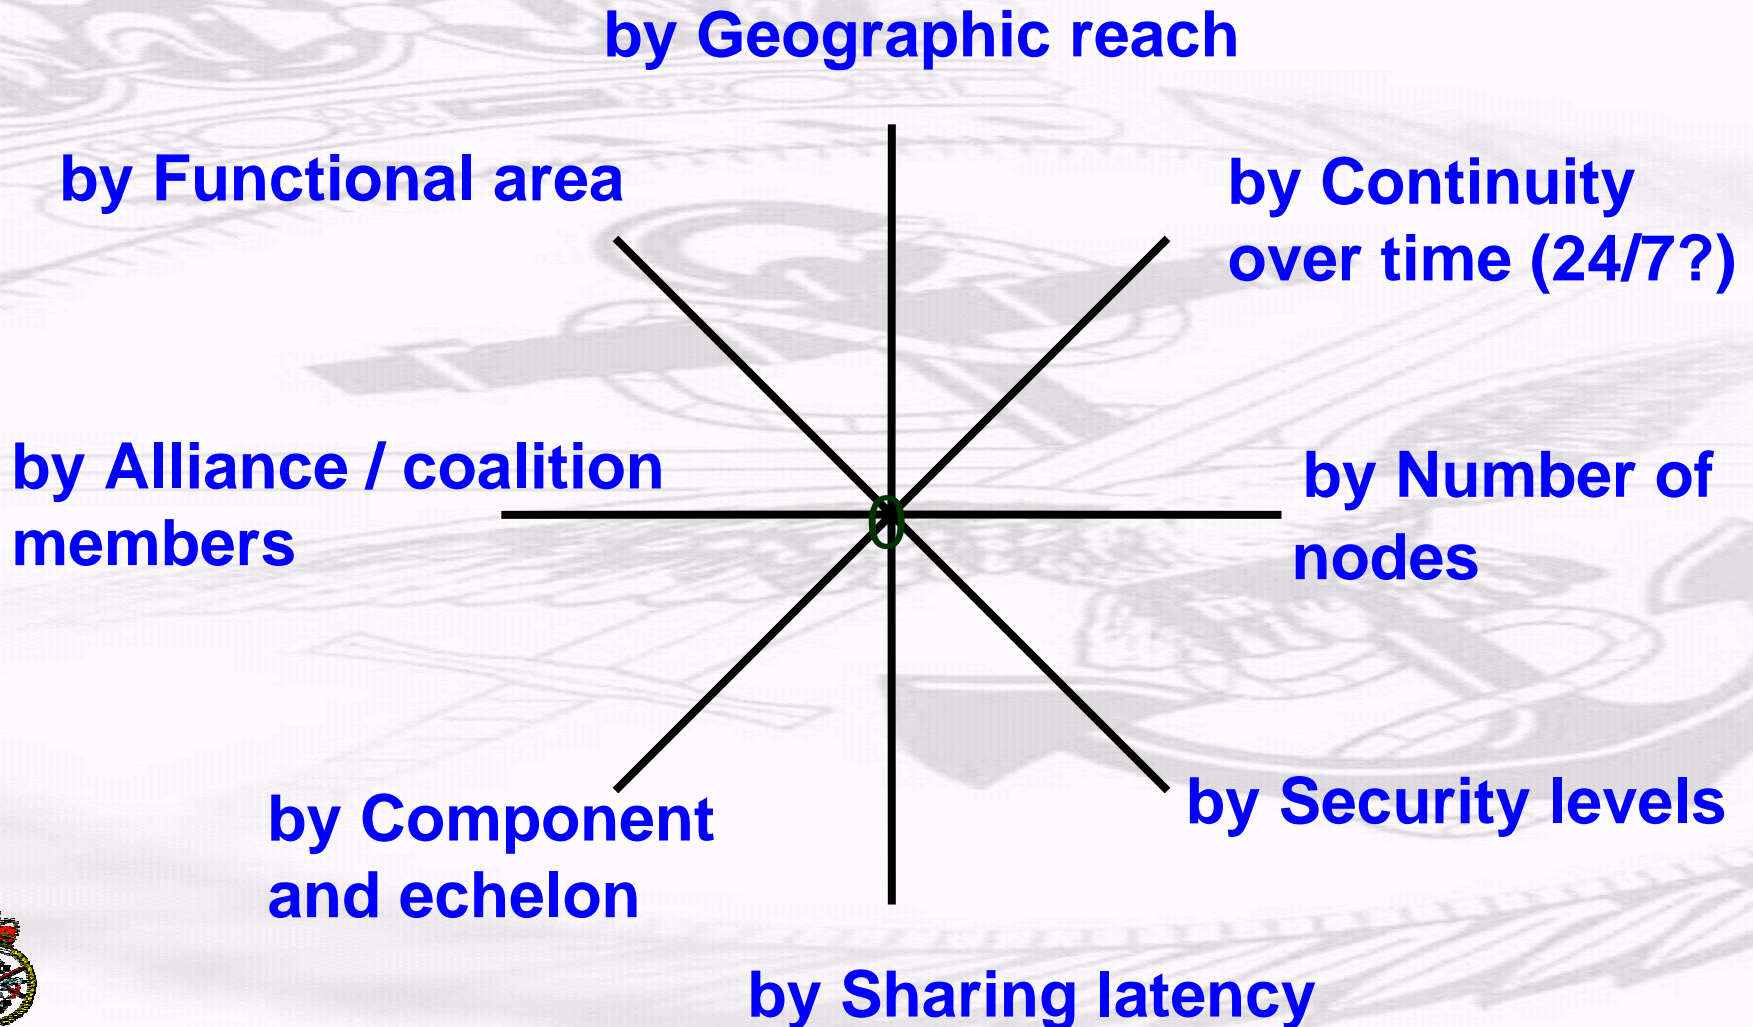 by Geographic reach
by Functional area
by Continuity
over time (24/7?)
by Alliance / coalition
members
by Number of
nodes
0
by Component
and echelon
by Security levels
by Sharing latency